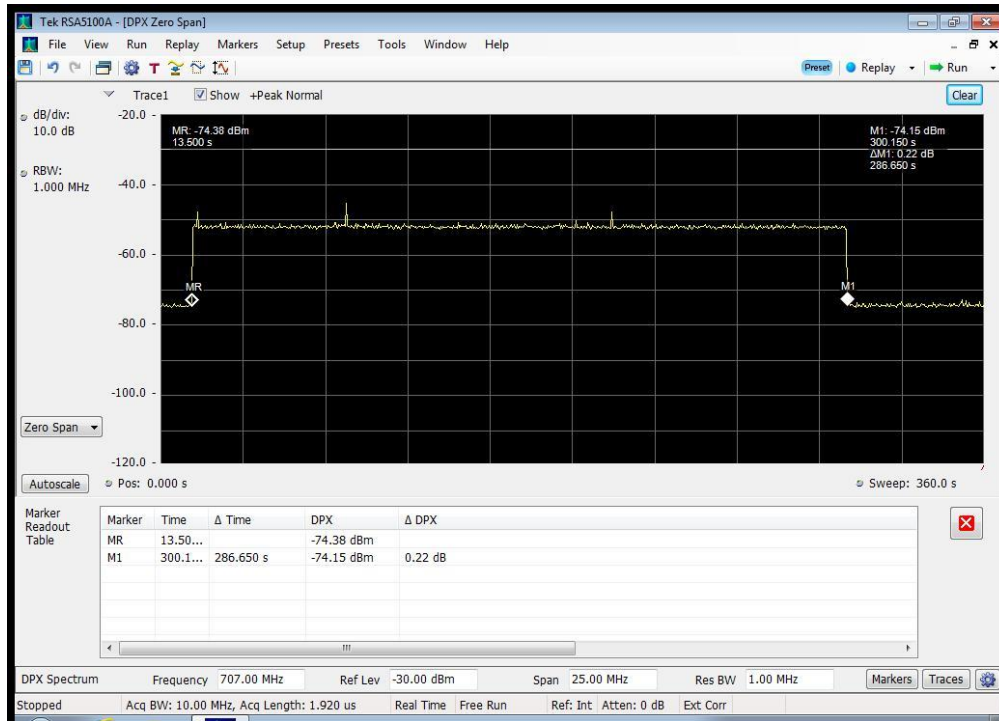 Tek RSA5100A - [DPX Zero Span]
File View Run Replay Markers Setup Presets Tools Window Help
Preset Replay Run
Trace1 Show +Peak Normal Clear
dB/div:
10.0 dB
RBW:
1.000 MHz
-20.0 -
-40.0 -
-60.0 -
-80.0 -
-100.0 -
-120.0 -
MR: -74.38 dBm
13.500 s
M1: -74.15 dBm
300.150 s
ΔM1: 0.22 dB
286.650 s
MR
M1
Zero Span
Autoscale Pos: 0.000 s Sweep: 360.0 s
Marker
Readout
Table
Marker Time Δ Time DPX Δ DPX
MR 13.50... -74.38 dBm
M1 300.1... 286.650 s -74.15 dBm 0.22 dB
DPX Spectrum Frequency 707.00 MHz Ref Lev -30.00 dBm Span 25.00 MHz Res BW 1.00 MHz Markers Traces
Stopped Acq BW: 10.00 MHz, Acq Length: 1.920 us Real Time Free Run Ref: Int Atten: 0 dB Ext Corr